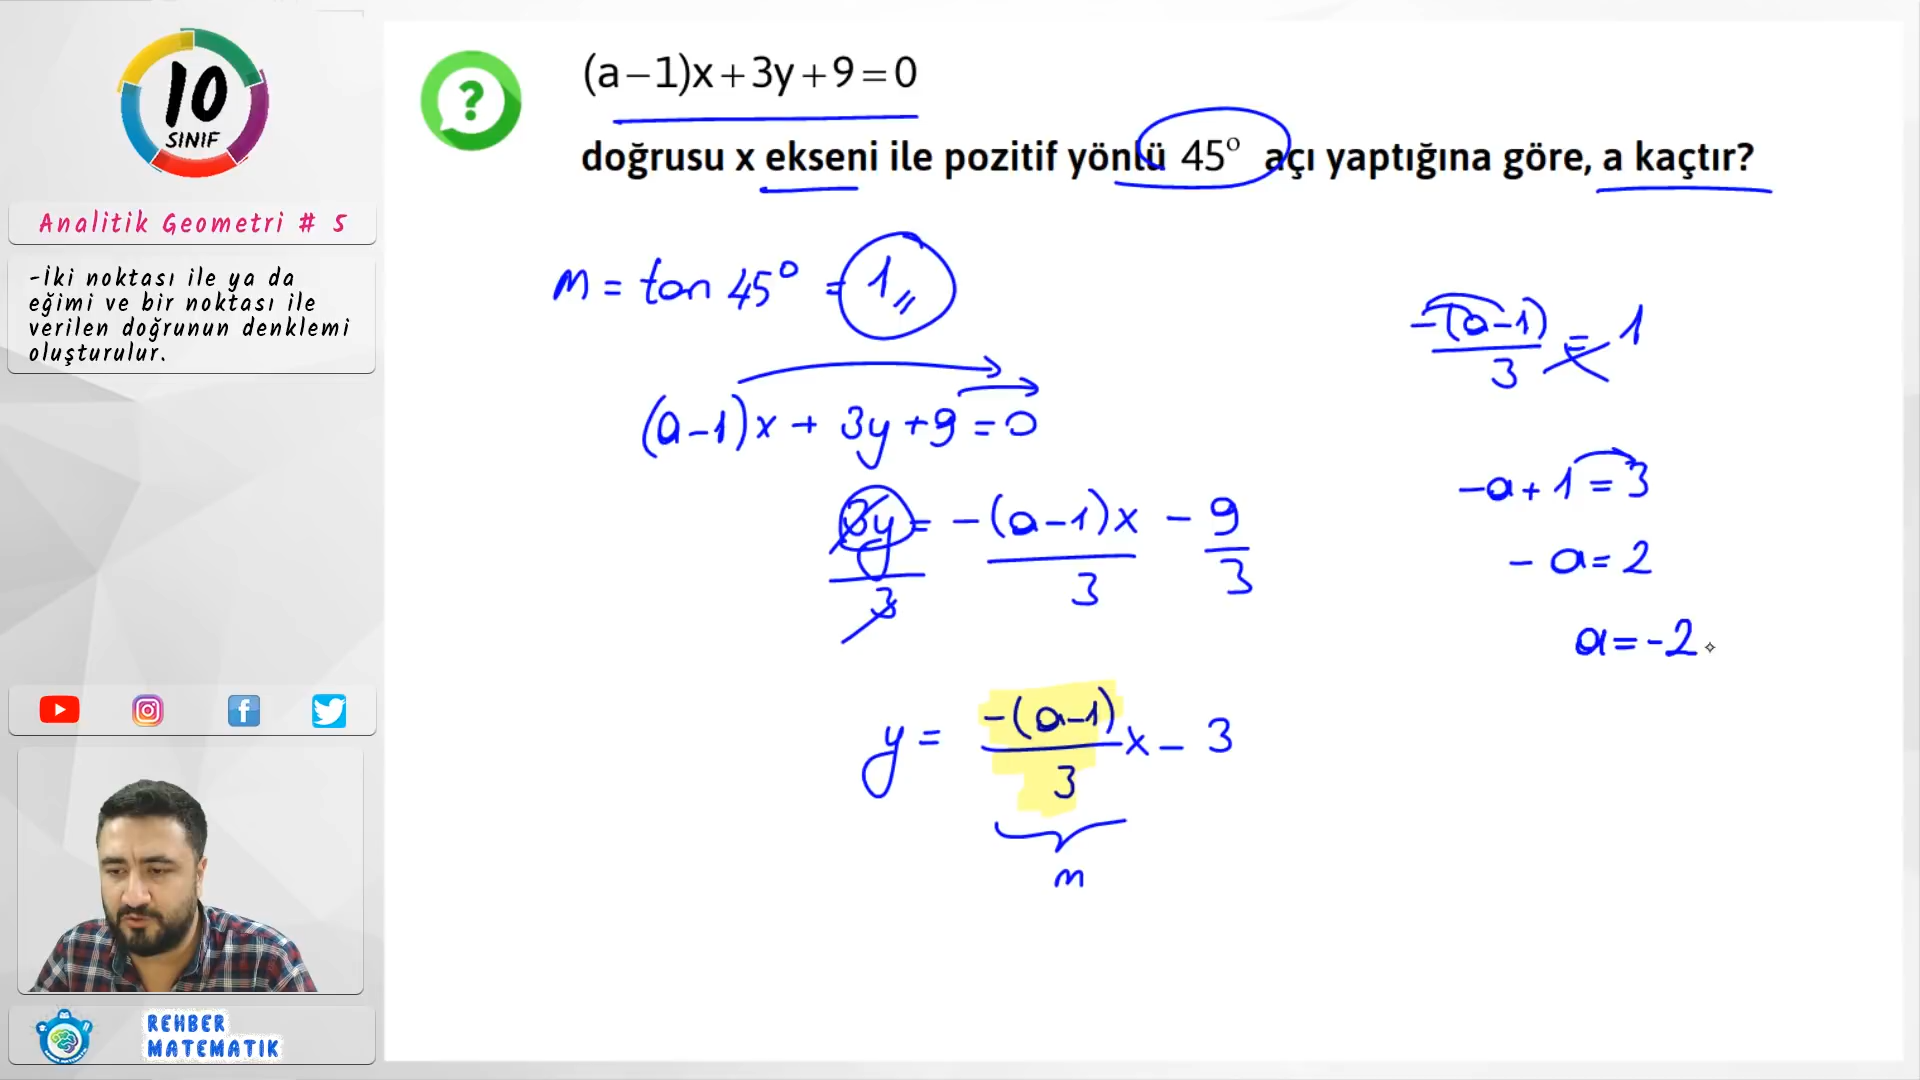 10
SINIF
Analitik Geometri # 5
-İki noktası ile ya da
eğimi ve bir noktası ile
verilen doğrunun denklemi
oluşturulur.
REHBER
MATEMATIK
?
(a−1)x+3y+9=0
doğrusu x ekseni ile pozitif yönlü 45° açı yaptığına göre, a kaçtır?
m = tan 45° = 1
(a-1)x + 3y+9 = 0
3y/3 = -(a-1)x/3 - 9/3
y = -(a-1)/3 x - 3
m
-(a-1)/3 = 1
-a+1 = 3
-a = 2
a = -2